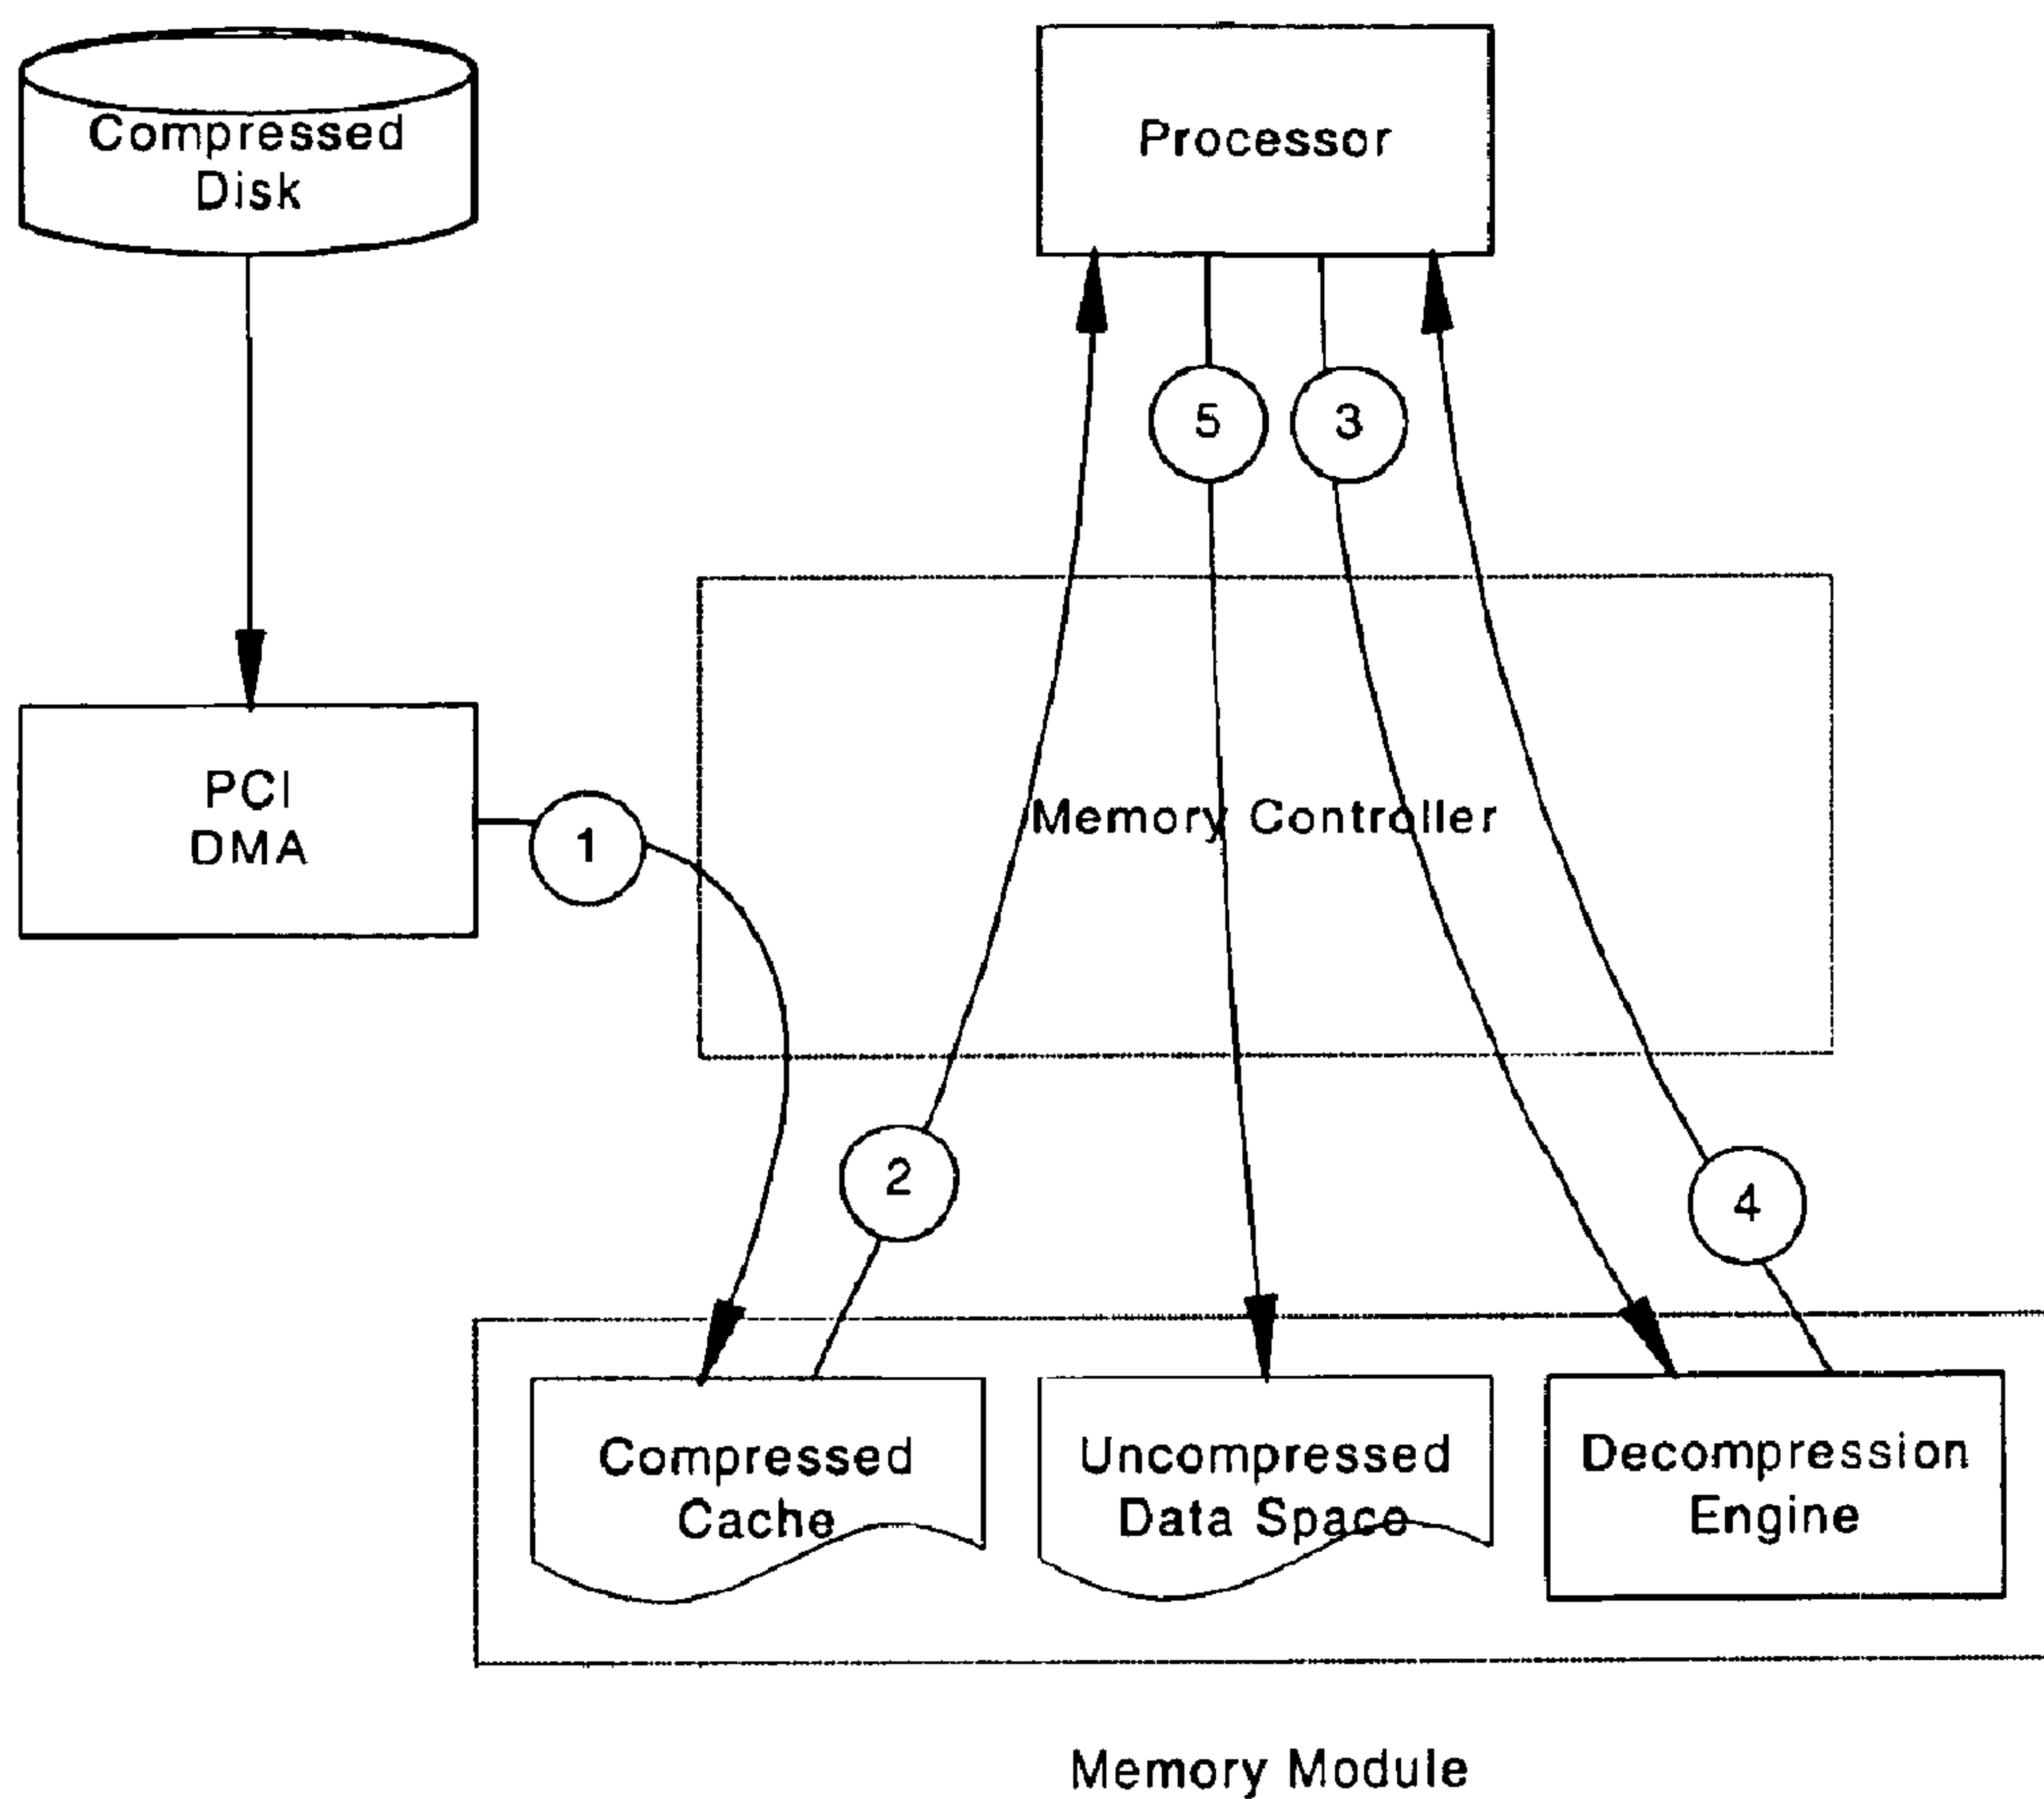 Compressed
Disk
Processor
5
3
PCI
DMA
1
Memory Controller
2
4
Compressed
Cache
Uncompressed
Data Space
Decompression
Engine
Memory Module